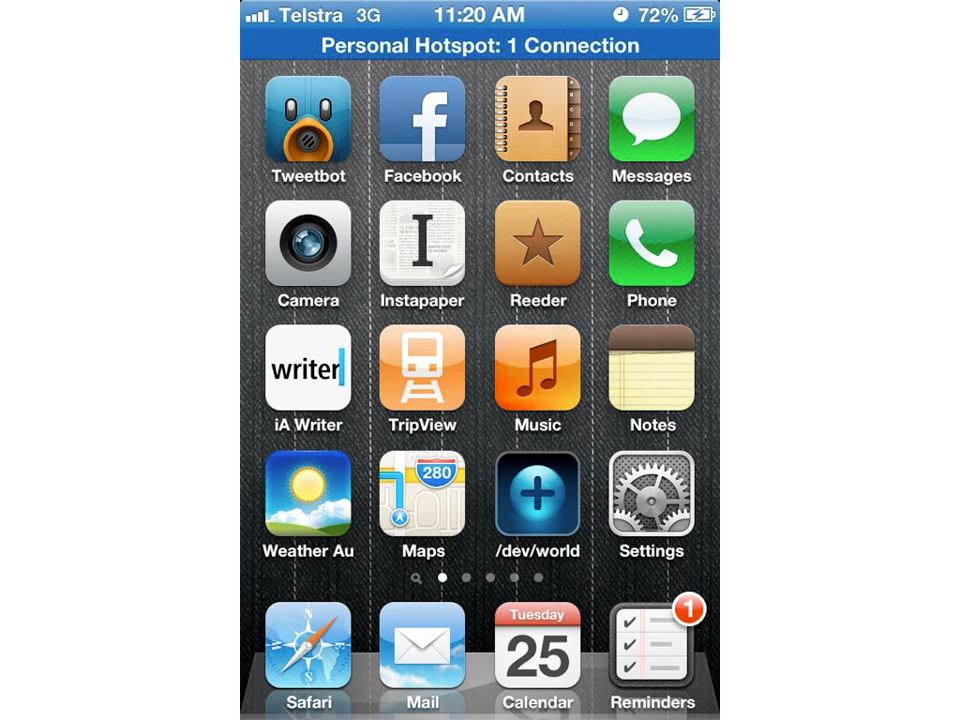 Telstra 3G 11:20 AM 72%
Personal Hotspot: 1 Connection
Tweetbot Facebook Contacts Messages
I
Camera Instapaper Reeder Phone
writer
iA Writer TripView Music Notes
280
Weather Au Maps /dev/world Settings
Tuesday 1
25
Safari Mail Calendar Reminders